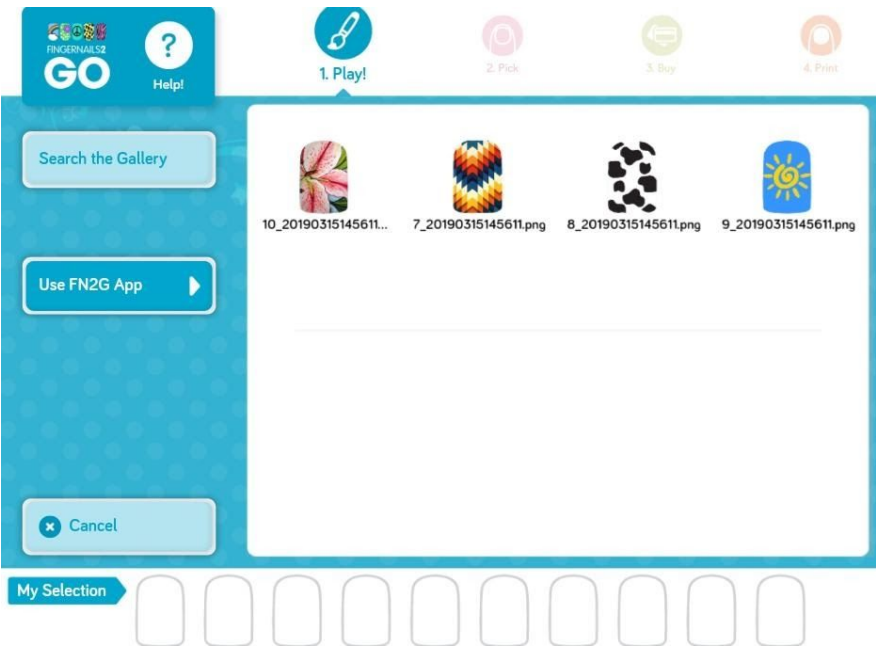 FINGERNAILS2
GO
?
Help!
1. Play!
2. Pick
3. Buy
4. Print
Search the Gallery
Use FN2G App
Cancel
10_20190315145611...
7_20190315145611.png
8_20190315145611.png
9_20190315145611.png
My Selection